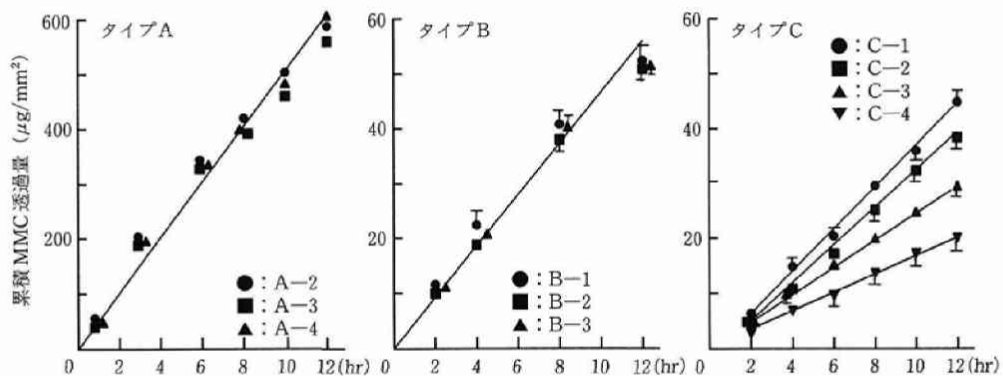 累積MMC透過量 (μg/mm²)
タイプA
600
400
200
●:A-2
■:A-3
▲:A-4
0 2 4 6 8 10 12(hr)
タイプB
60
40
20
●:B-1
■:B-2
▲:B-3
0 2 4 6 8 10 12(hr)
タイプC
60
40
20
●:C-1
■:C-2
▲:C-3
▼:C-4
0 2 4 6 8 10 12(hr)